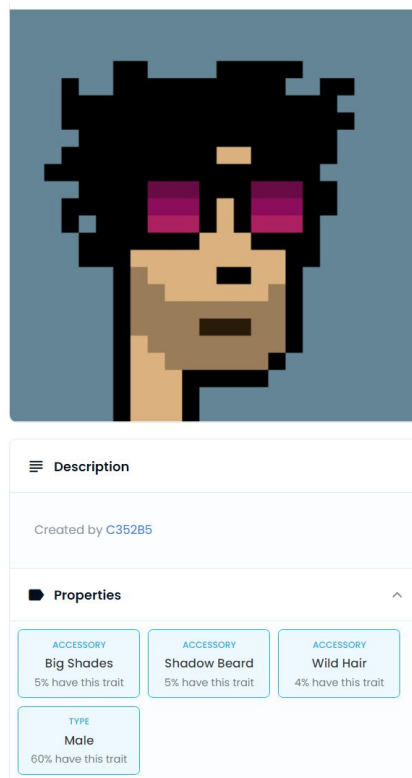 Description
Created by C352B5
Properties
ACCESSORY
Big Shades
5% have this trait
ACCESSORY
Shadow Beard
5% have this trait
ACCESSORY
Wild Hair
4% have this trait
TYPE
Male
60% have this trait